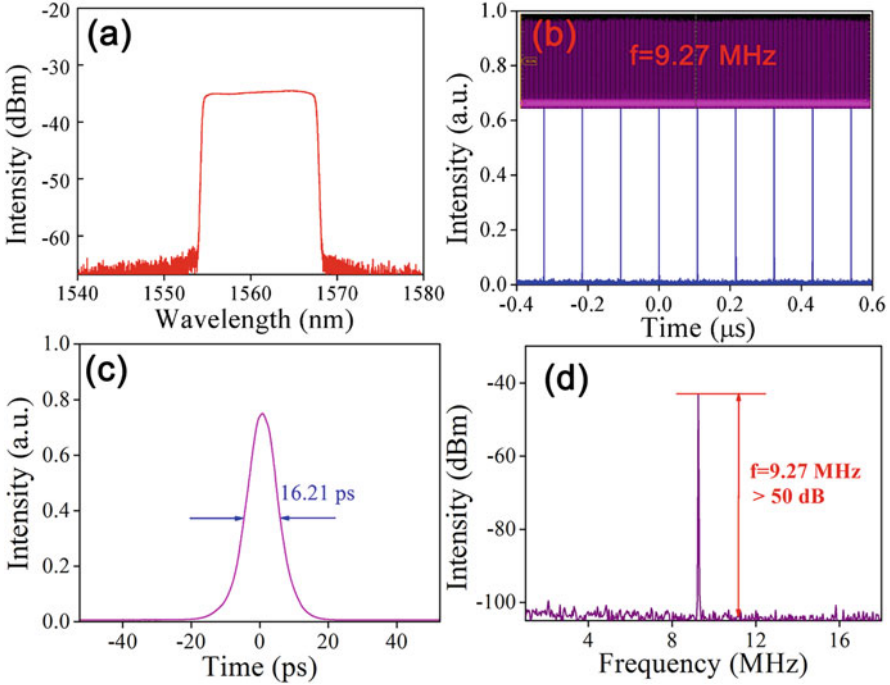 (a)
Intensity (dBm)
-20
-30
-40
-50
-60
1540 1550 1560 1570 1580
Wavelength (nm)
(b)
f=9.27 MHz
Intensity (a.u.)
1.0
0.8
0.6
0.4
0.2
0.0
-0.4 -0.2 0.0 0.2 0.4 0.6
Time (μs)
(c)
Intensity (a.u.)
1.0
0.8
0.6
0.4
0.2
0.0
16.21 ps
-40 -20 0 20 40
Time (ps)
(d)
Intensity (dBm)
-40
-60
-80
-100
f=9.27 MHz
> 50 dB
4 8 12 16
Frequency (MHz)